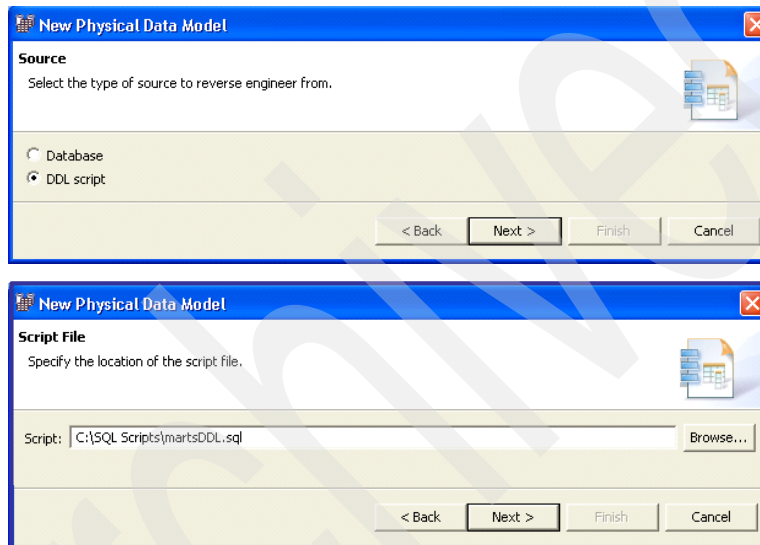 New Physical Data Model
Source
Select the type of source to reverse engineer from.
Database
DDL script
< Back Next > Finish Cancel
New Physical Data Model
Script File
Specify the location of the script file.
Script: C:\SQL Scripts\martsDDL.sql Browse...
< Back Next > Finish Cancel